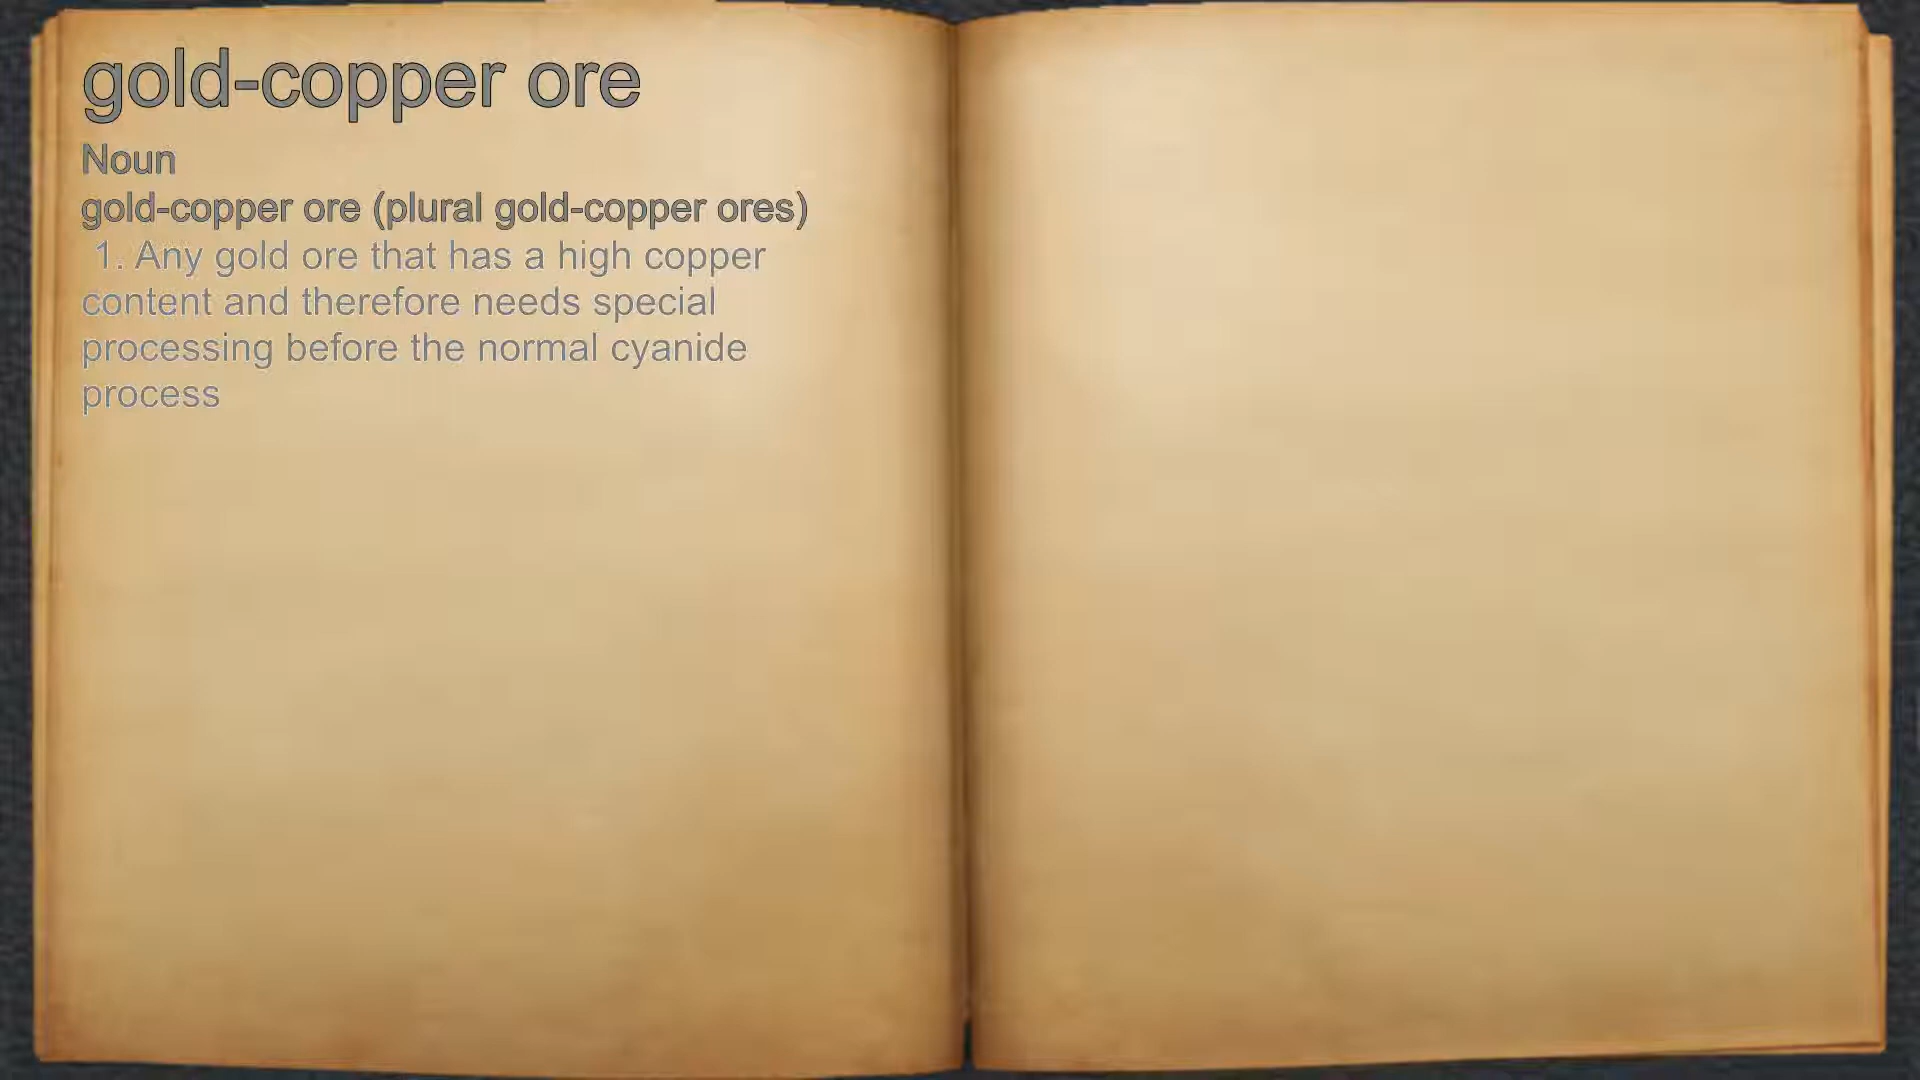 gold-copper ore
Noun
gold-copper ore (plural gold-copper ores)
1. Any gold ore that has a high copper
content and therefore needs special
processing before the normal cyanide
process